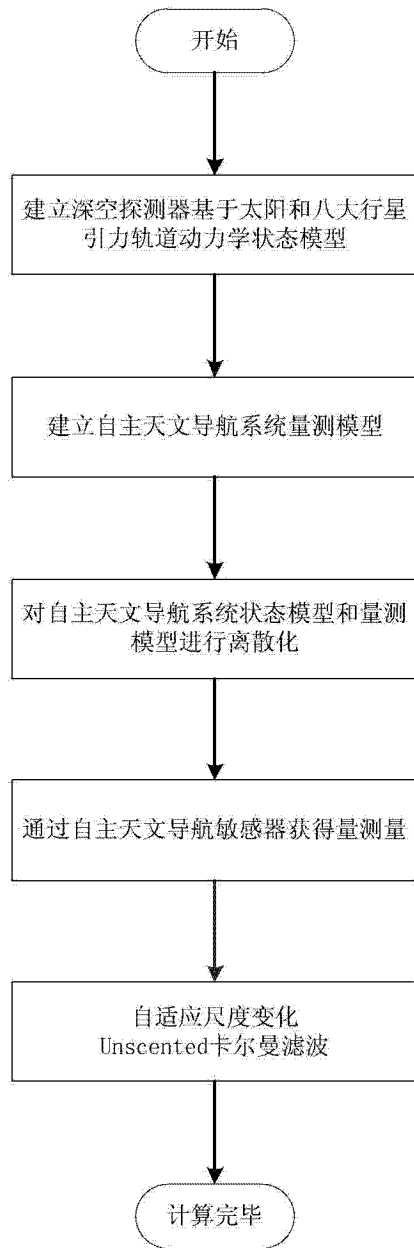 开始
建立深空探测器基于太阳和八大行星
引力轨道动力学状态模型
建立自主天文导航系统量测模型
对自主天文导航系统状态模型和量测
模型进行离散化
通过自主天文导航敏感器获得量测量
自适应尺度变化
Unscented卡尔曼滤波
计算完毕